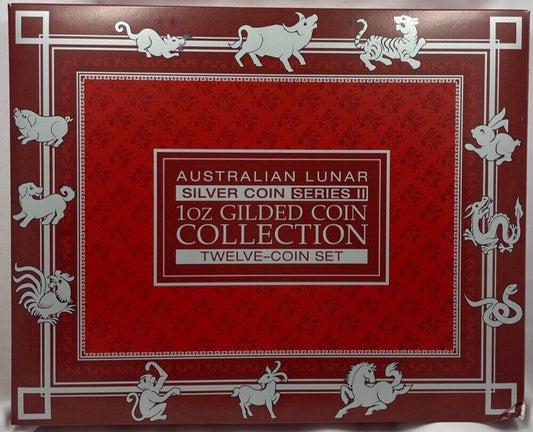 AUSTRALIAN LUNAR
SILVER COIN SERIES II
1OZ GILDED COIN
COLLECTION
TWELVE-COIN SET